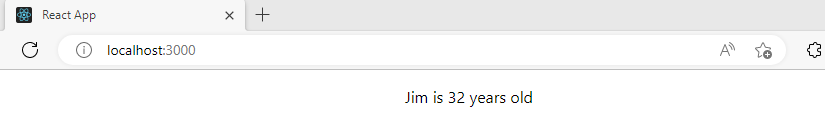 React App
localhost:3000
Jim is 32 years old